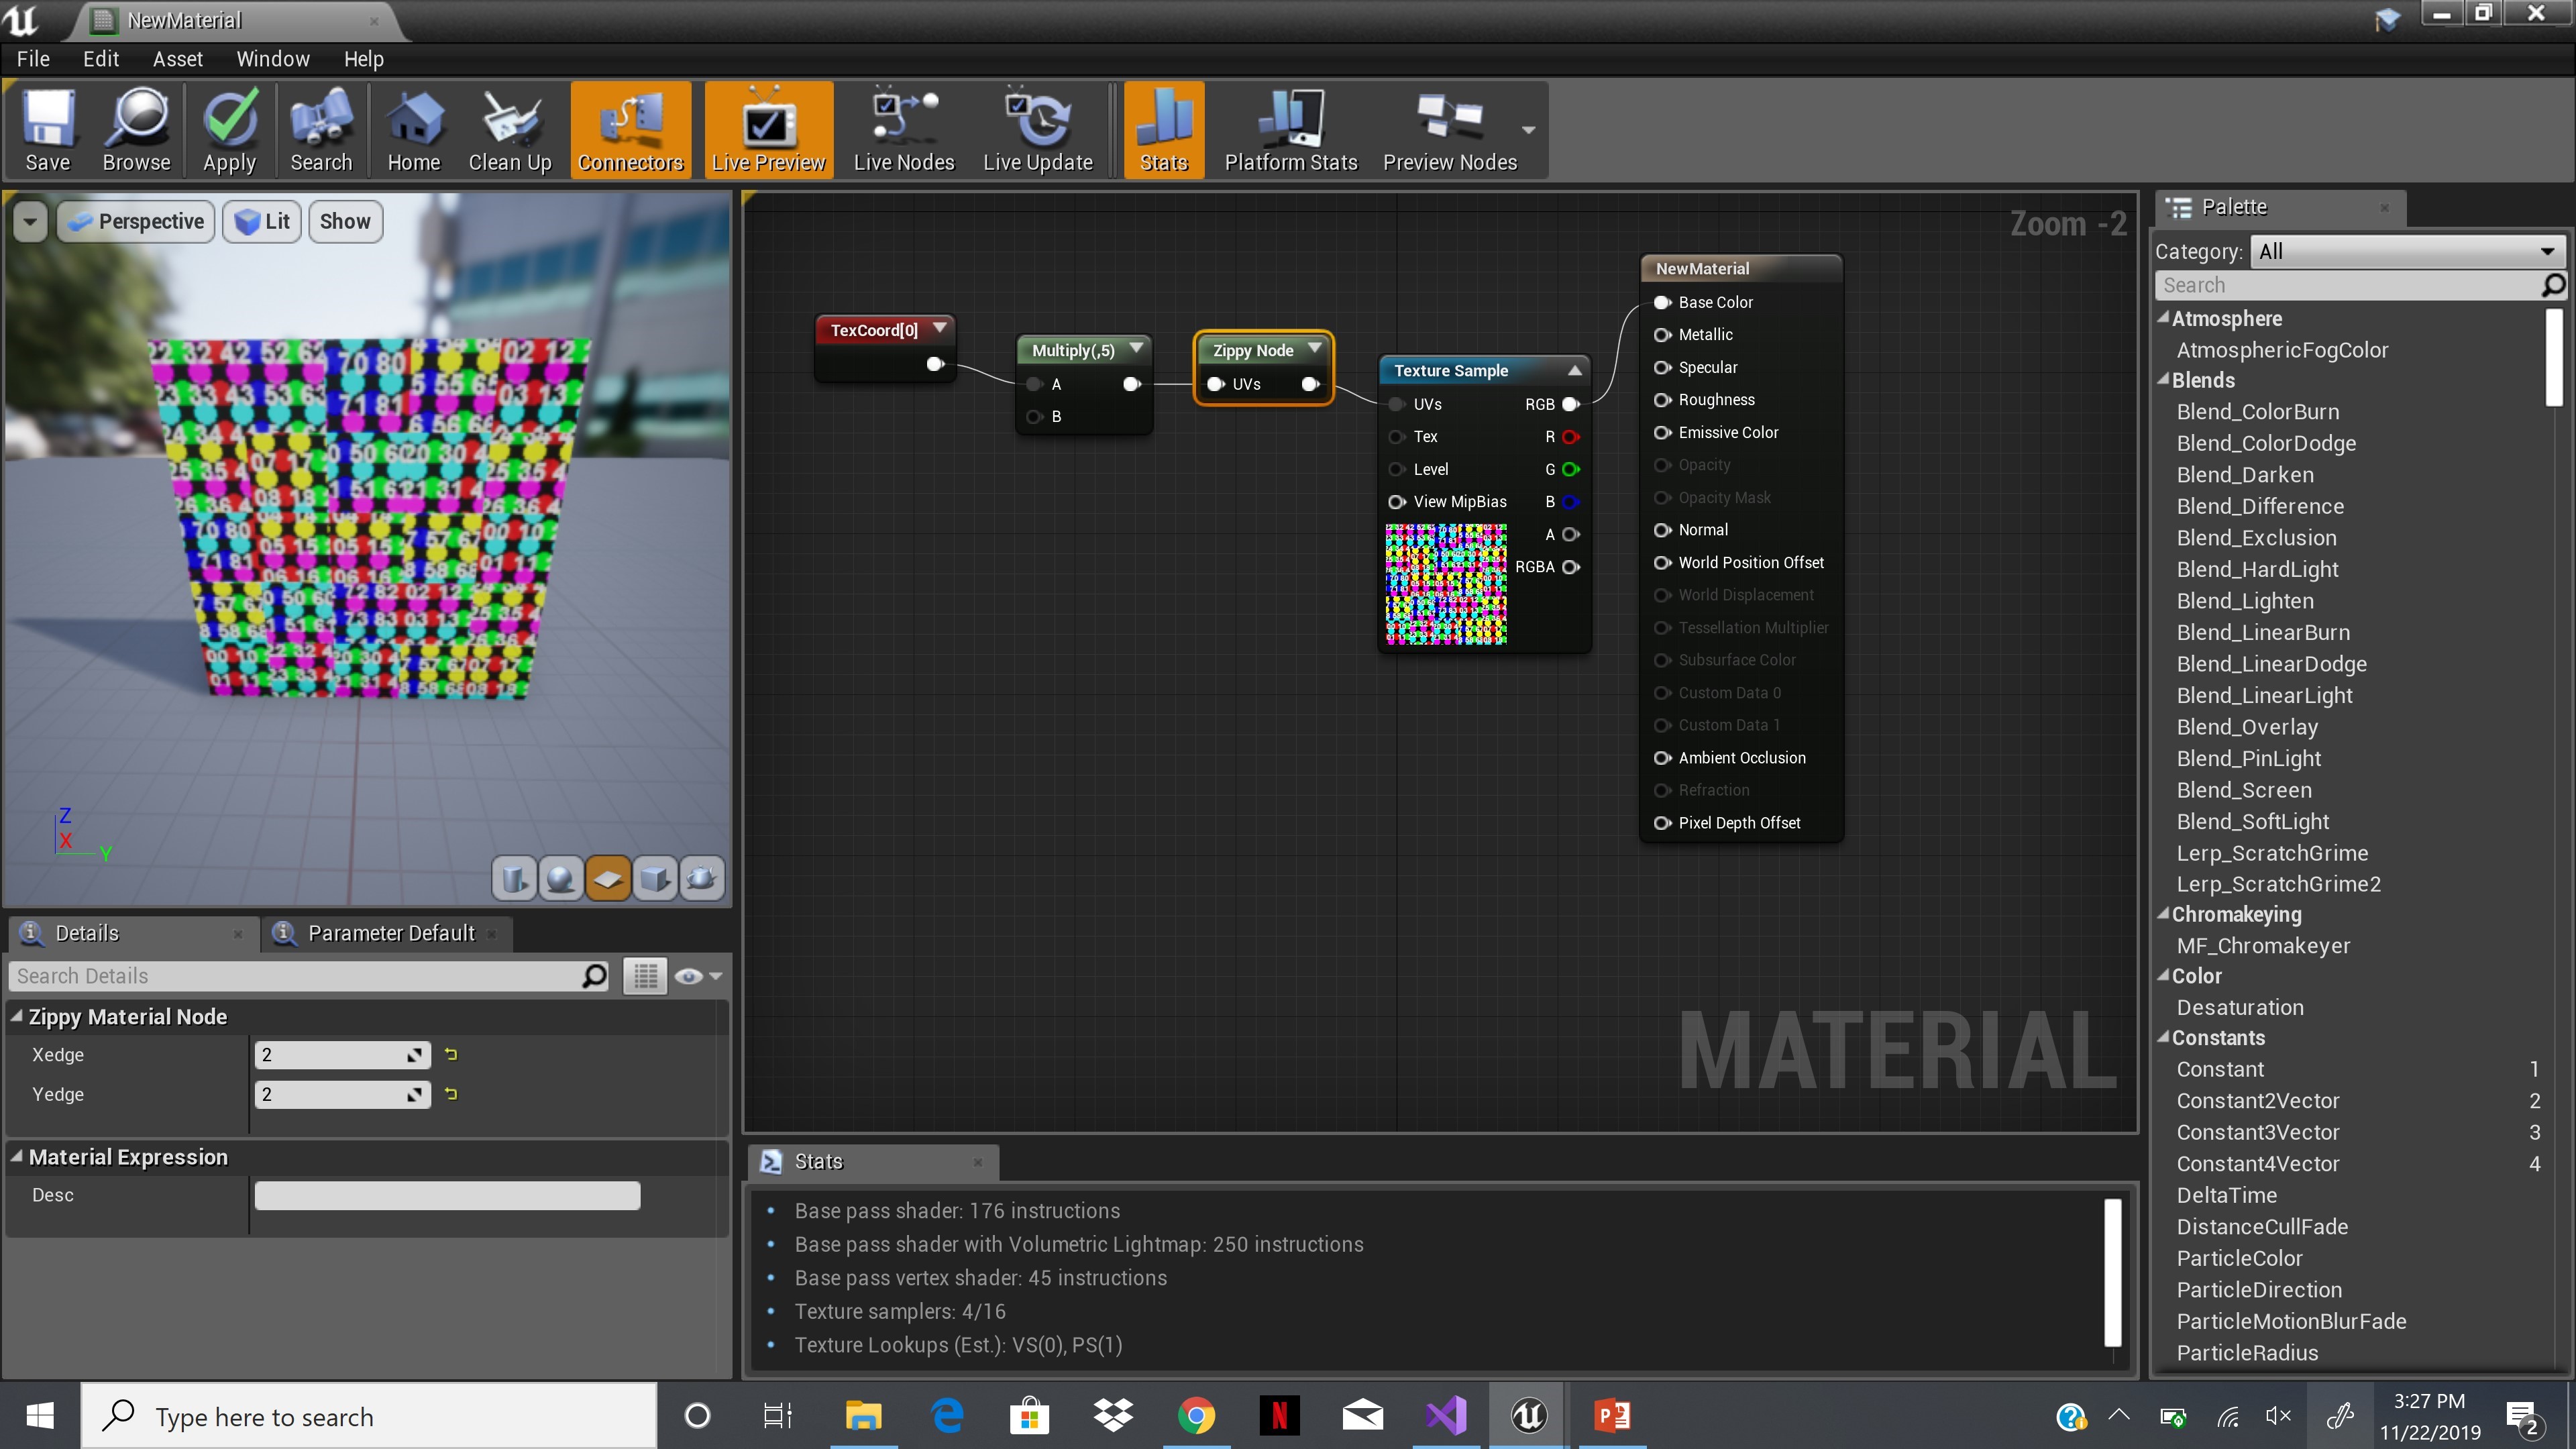 NewMaterial
File Edit Asset Window Help
Save Browse Apply Search Home Clean Up Connectors Live Preview Live Nodes Live Update Stats Platform Stats Preview Nodes
Perspective Lit Show
Z
X
Y
Details Parameter Default
Search Details
Zippy Material Node
Xedge 2
Yedge 2
Material Expression
Desc
Zoom -2
TexCoord[0]
Multiply(,5)
A
B
Zippy Node
UVs
Texture Sample
UVs RGB
Tex R
Level G
View MipBias B
A
RGBA
NewMaterial
Base Color
Metallic
Specular
Roughness
Emissive Color
Opacity
Opacity Mask
Normal
World Position Offset
World Displacement
Tessellation Multiplier
Subsurface Color
Custom Data 0
Custom Data 1
Ambient Occlusion
Refraction
Pixel Depth Offset
MATERIAL
Stats
Base pass shader: 176 instructions
Base pass shader with Volumetric Lightmap: 250 instructions
Base pass vertex shader: 45 instructions
Texture samplers: 4/16
Texture Lookups (Est.): VS(0), PS(1)
Palette
Category: All
Search
Atmosphere
AtmosphericFogColor
Blends
Blend_ColorBurn
Blend_ColorDodge
Blend_Darken
Blend_Difference
Blend_Exclusion
Blend_HardLight
Blend_Lighten
Blend_LinearBurn
Blend_LinearDodge
Blend_LinearLight
Blend_Overlay
Blend_PinLight
Blend_Screen
Blend_SoftLight
Lerp_ScratchGrime
Lerp_ScratchGrime2
Chromakeying
MF_Chromakeyer
Color
Desaturation
Constants
Constant 1
Constant2Vector 2
Constant3Vector 3
Constant4Vector 4
DeltaTime
DistanceCullFade
ParticleColor
ParticleDirection
ParticleMotionBlurFade
ParticleRadius
Type here to search
3:27 PM
11/22/2019
2